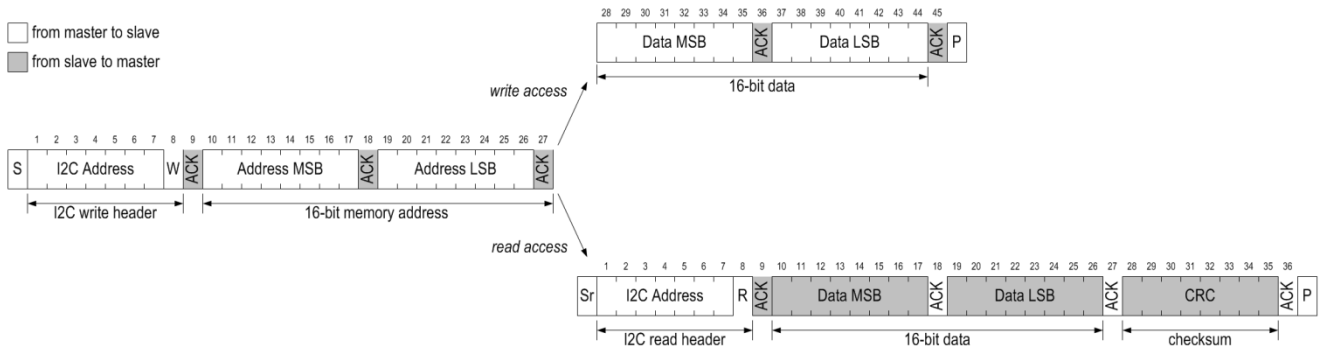 28 29 30 31 32 33 34 35 36 37 38 39 40 41 42 43 44 45
from master to slave
Data MSB ACK Data LSB ACK P
from slave to master
16-bit data
write access
1 2 3 4 5 6 7 8 9 10 11 12 13 14 15 16 17 18 19 20 21 22 23 24 25 26 27
S I2C Address W ACK Address MSB ACK Address LSB ACK
I2C write header 16-bit memory address
read access
1 2 3 4 5 6 7 8 9 10 11 12 13 14 15 16 17 18 19 20 21 22 23 24 25 26 27 28 29 30 31 32 33 34 35 36
Sr I2C Address R ACK Data MSB ACK Data LSB ACK CRC ACK P
I2C read header 16-bit data checksum